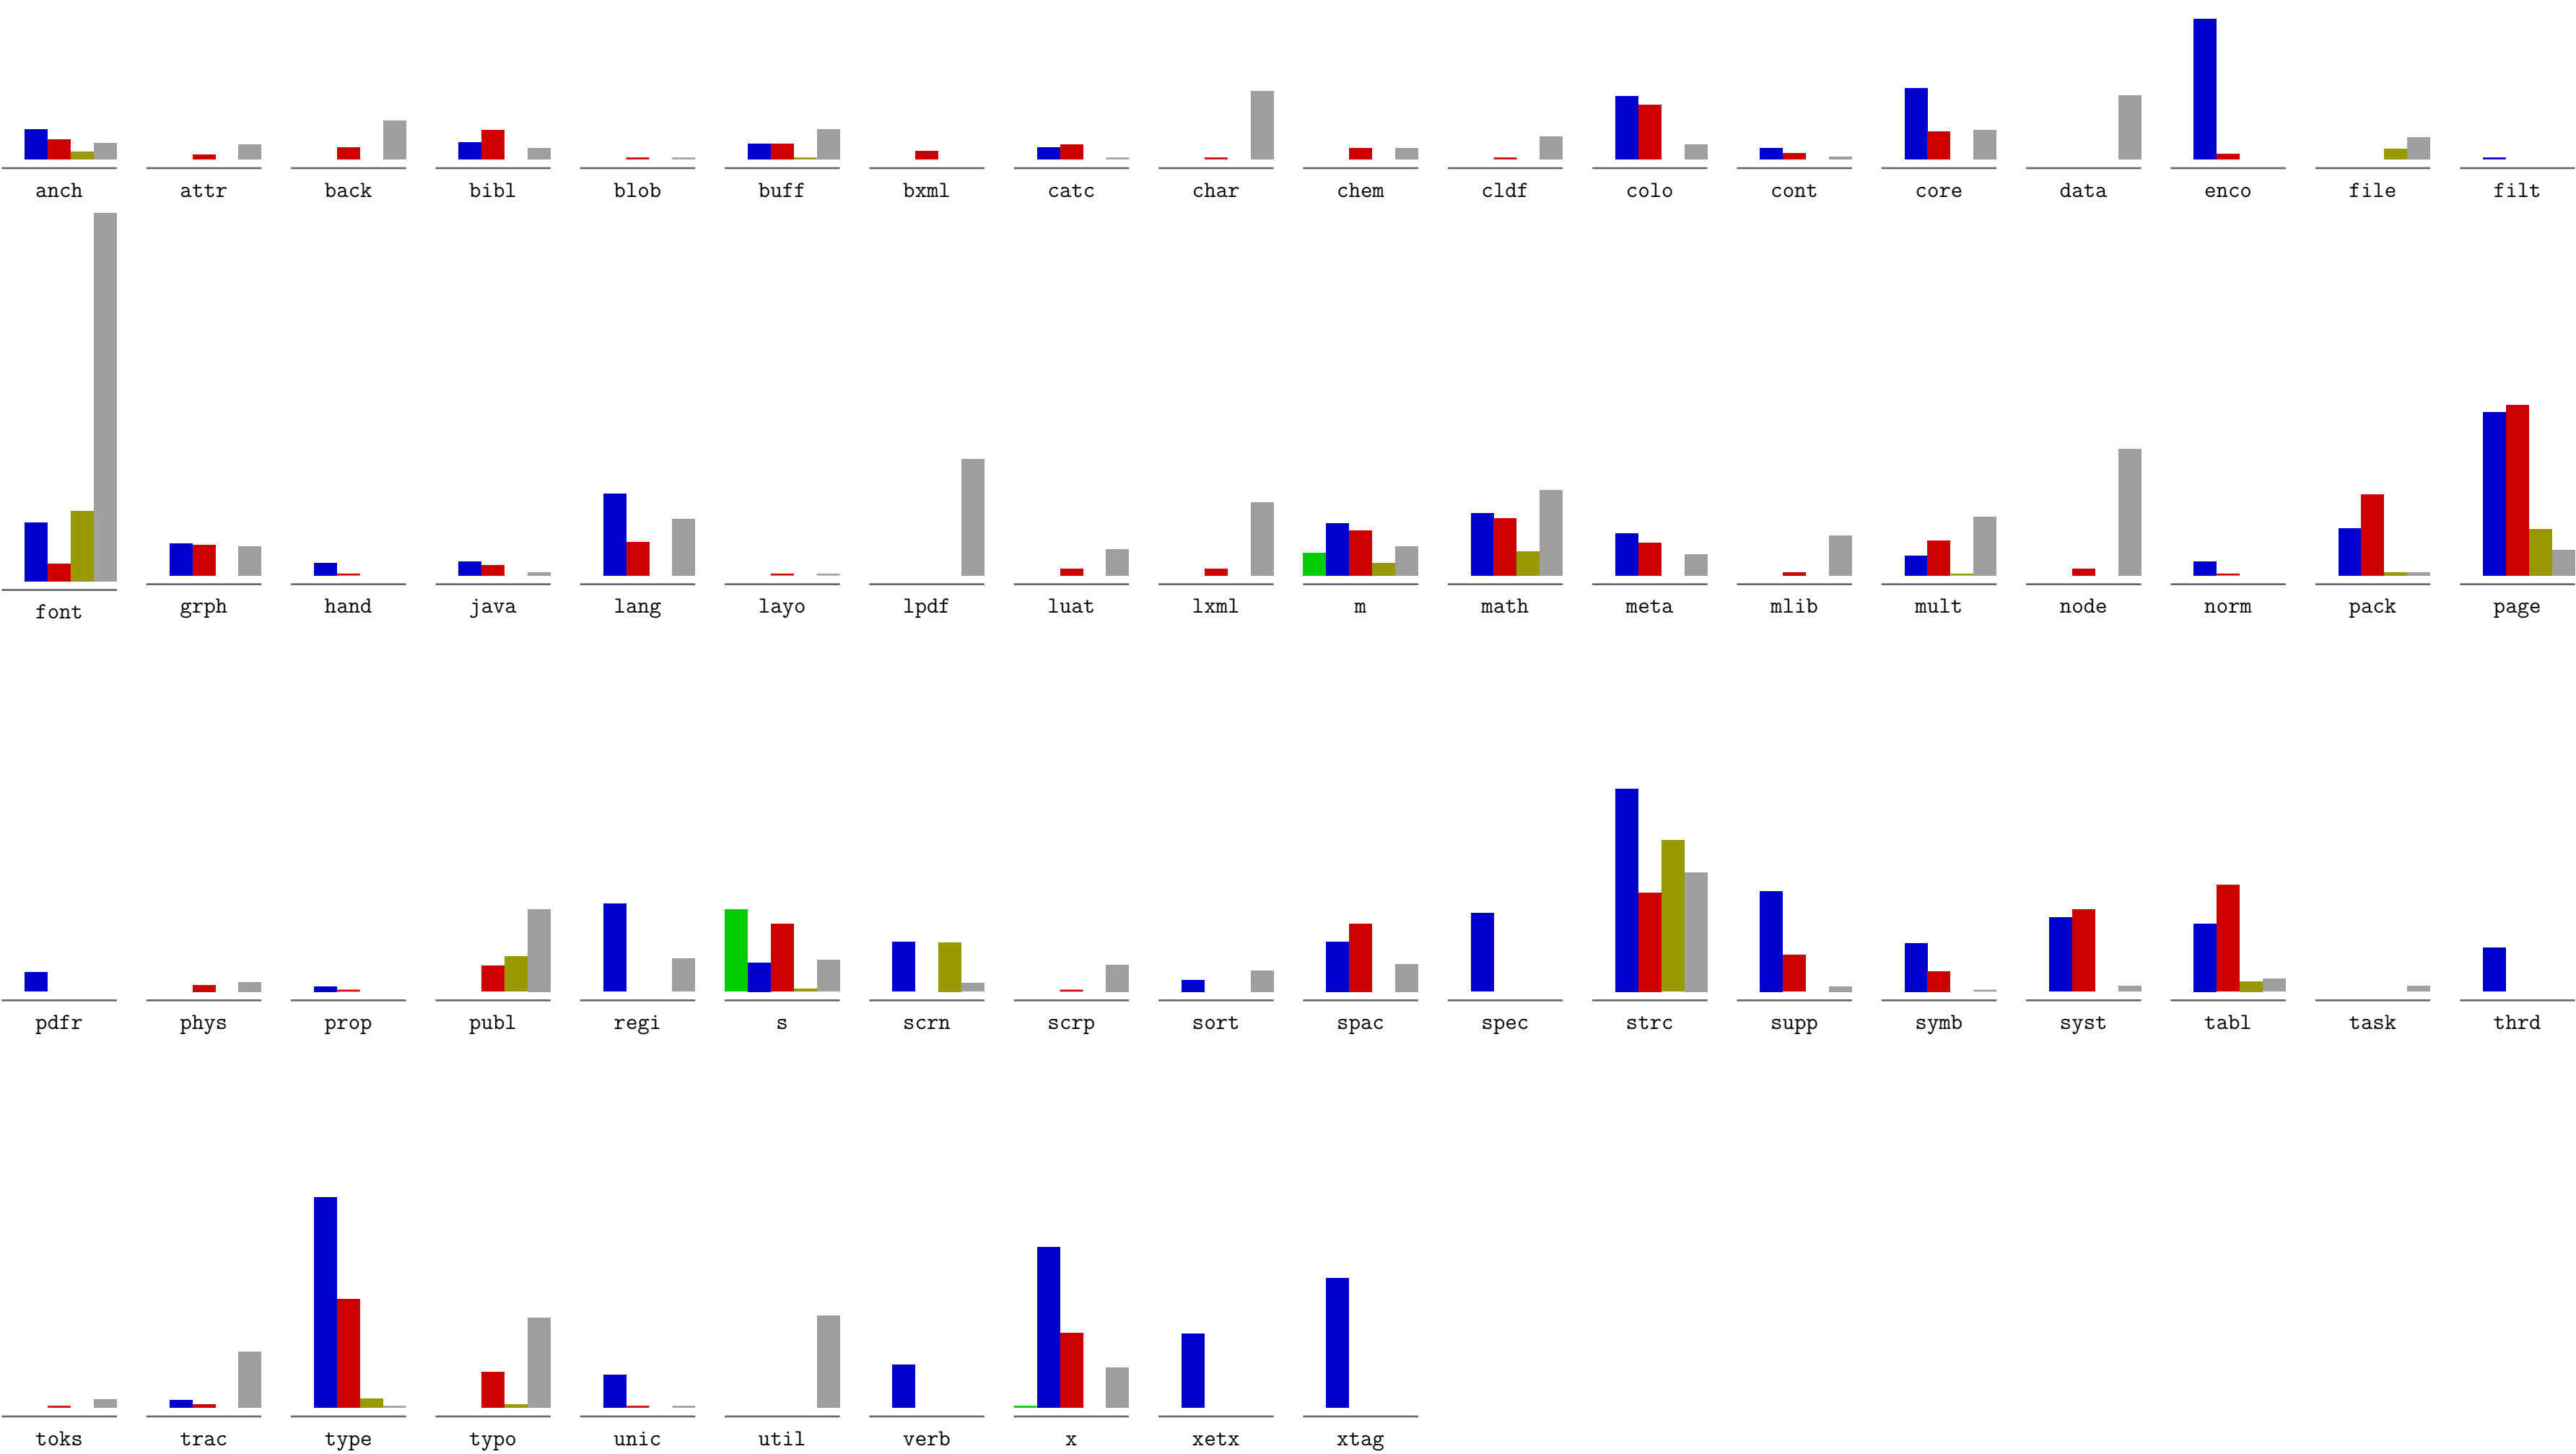 anch attr back bibl blob buff bxml catc char chem cldf colo cont core data enco file filt
font grph hand java lang layo lpdf luat lxml m math meta mlib mult node norm pack page
pdfr phys prop publ regi s scrn scrp sort spac spec strc supp symb syst tabl task thrd
toks trac type typo unic util verb x xetx xtag